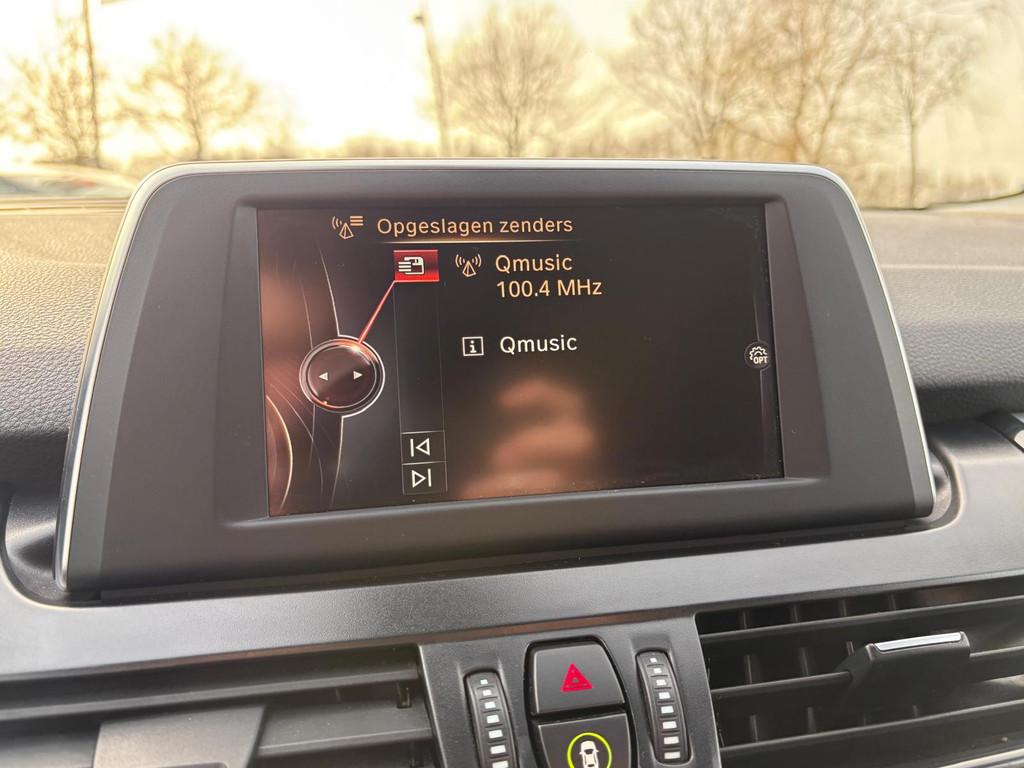 Opgeslagen zenders
Qmusic
100.4 MHz
i Qmusic
OPT